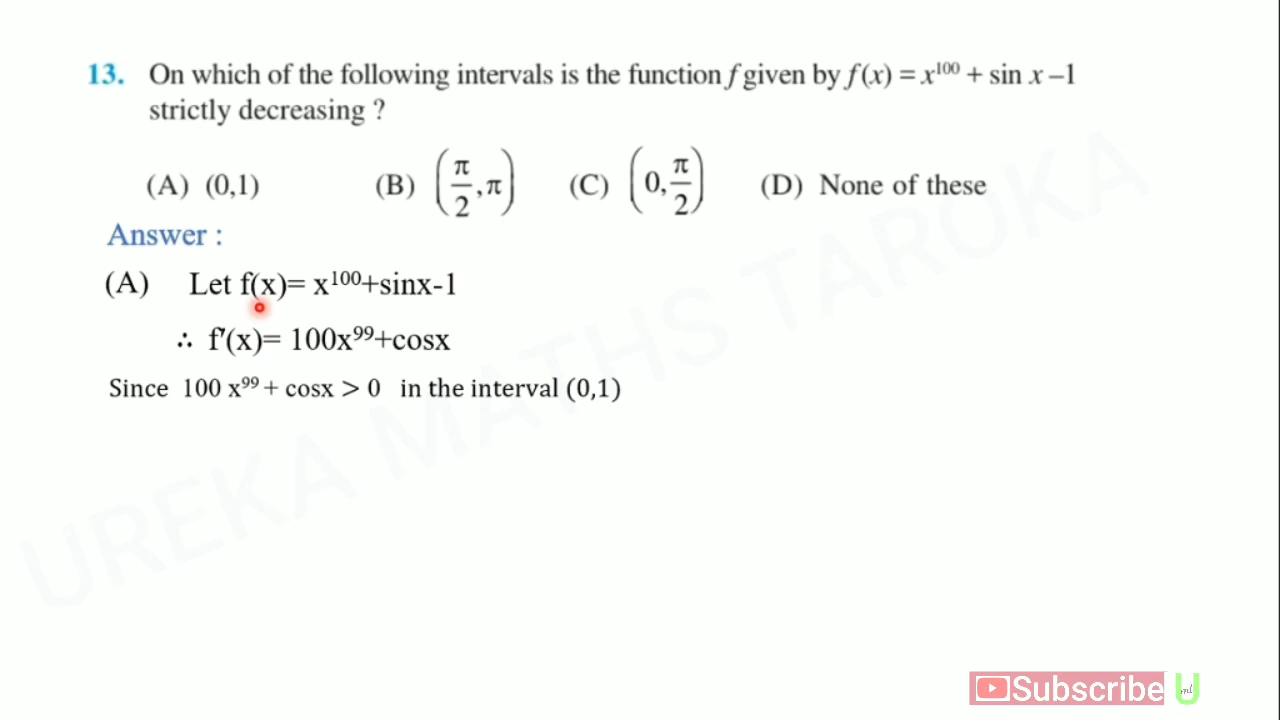 13. On which of the following intervals is the function f given by f(x) = x¹⁰⁰ + sin x –1
strictly decreasing ?
(A) (0,1) (B) (π/2, π) (C) (0, π/2) (D) None of these
Answer :
(A) Let f(x)= x¹⁰⁰+sinx-1
∴ f'(x)= 100x⁹⁹+cosx
Since 100 x⁹⁹ + cosx > 0 in the interval (0,1)
UREKA MATHS TAROKA
Subscribe U